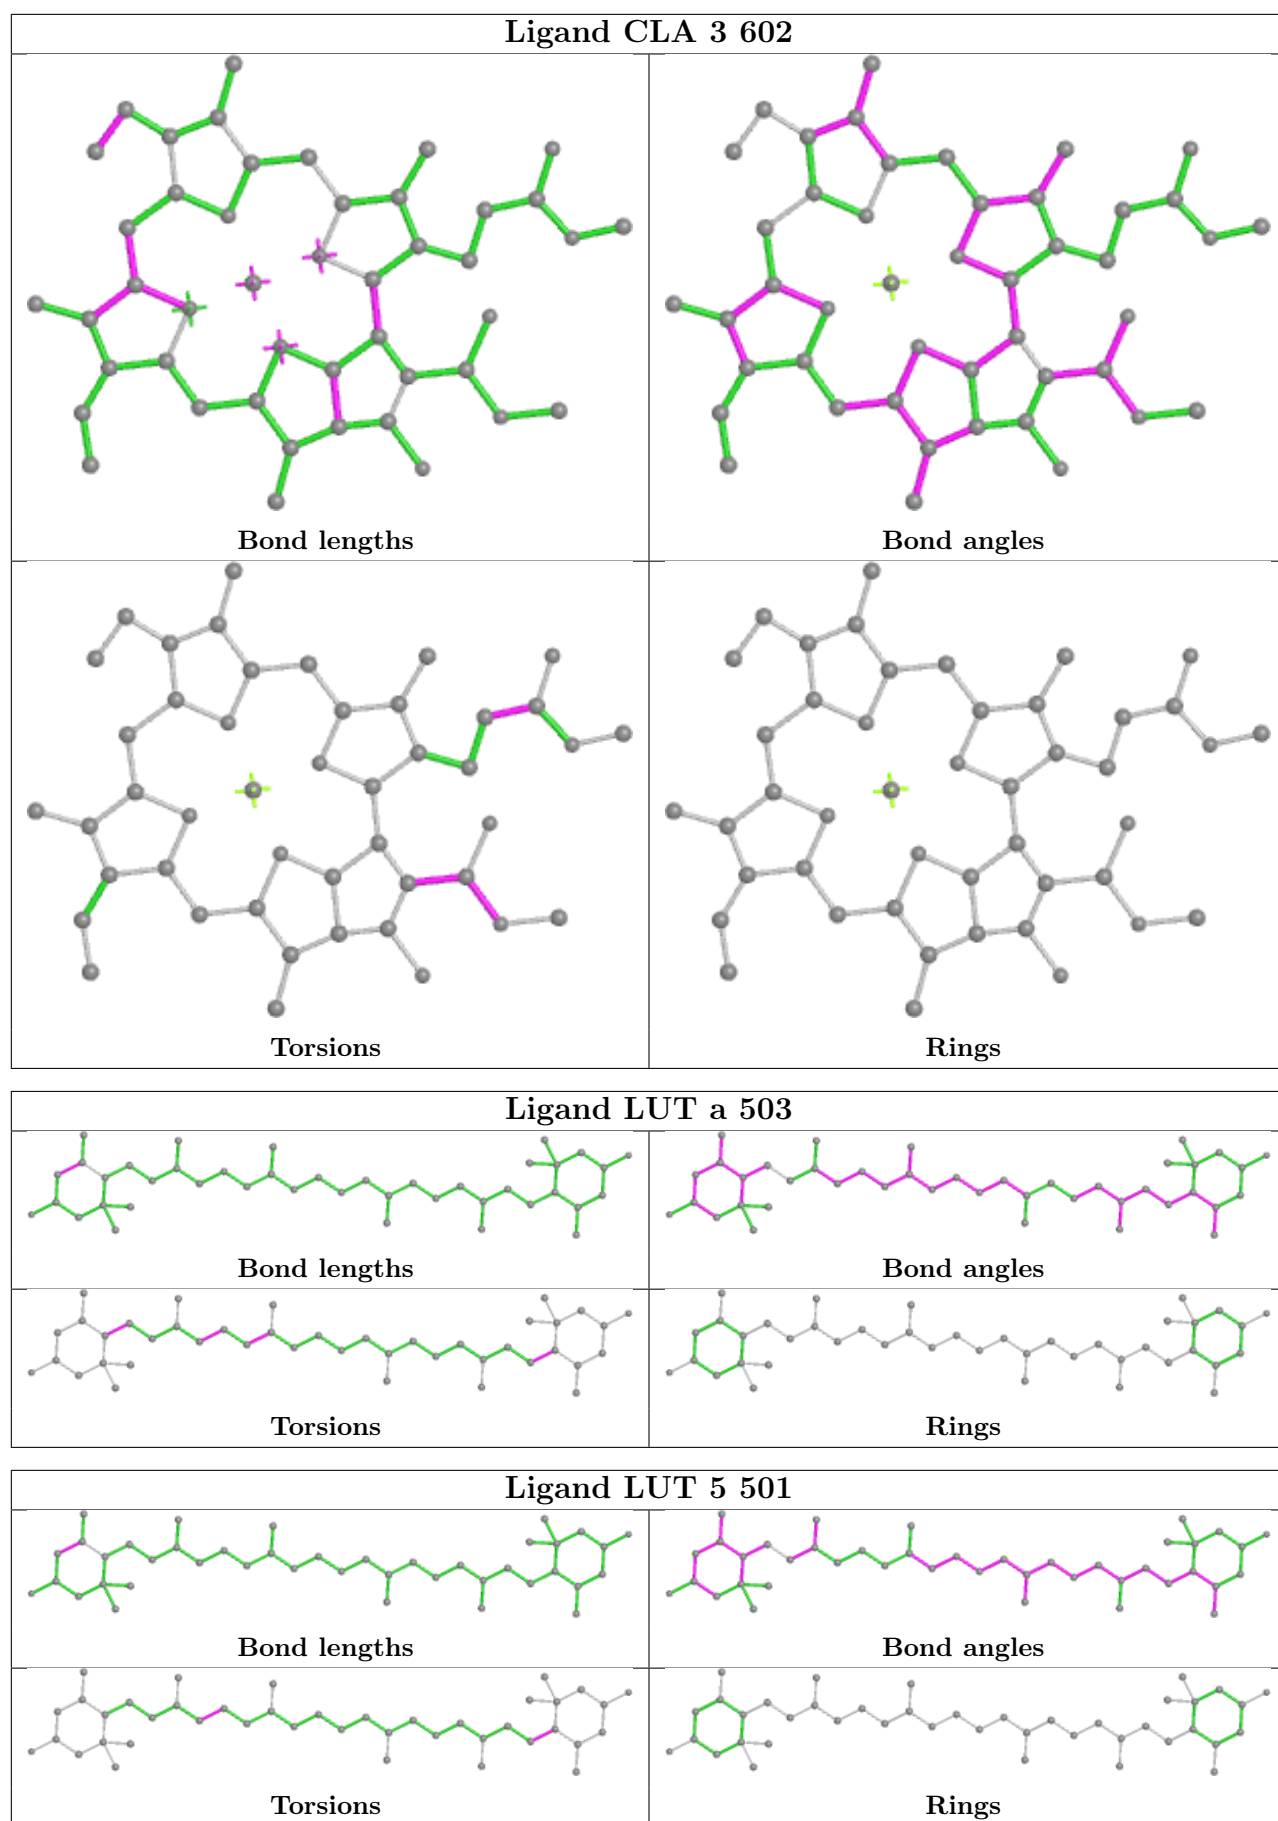 Ligand CLA 3 602
Bond lengths
Bond angles
Torsions
Rings
Ligand LUT a 503
Bond lengths
Bond angles
Torsions
Rings
Ligand LUT 5 501
Bond lengths
Bond angles
Torsions
Rings